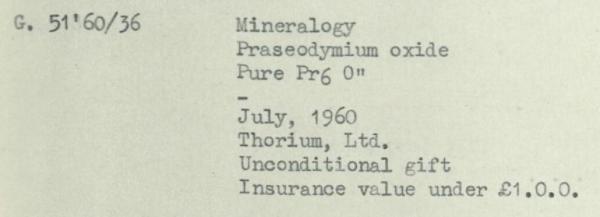 G. 51'60/36 Mineralogy
Praseodymium oxide
Pure Pr6 O"
-
July, 1960
Thorium, Ltd.
Unconditional gift
Insurance value under £1.0.0.